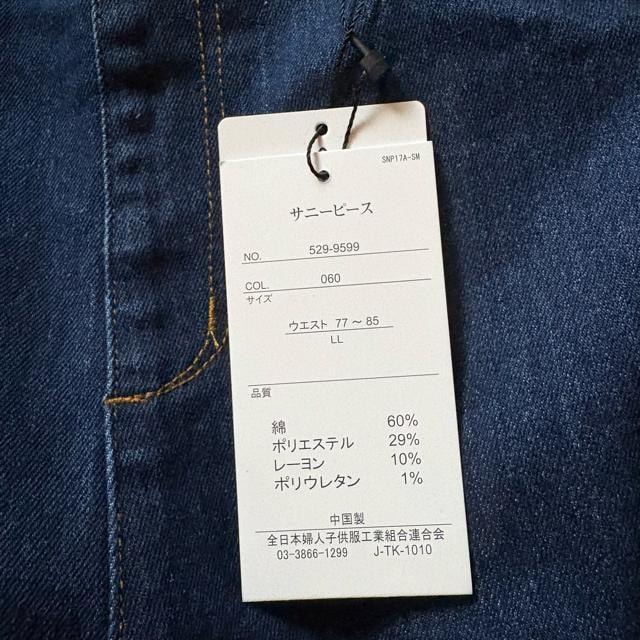 SNP17A-SM
サニーピース
NO. 529-9599
COL. 060
サイズ
ウエスト 77 ～ 85
LL
品質
綿 60%
ポリエステル 29%
レーヨン 10%
ポリウレタン 1%
中国製
全日本婦人子供服工業組合連合会
03-3866-1299 J-TK-1010